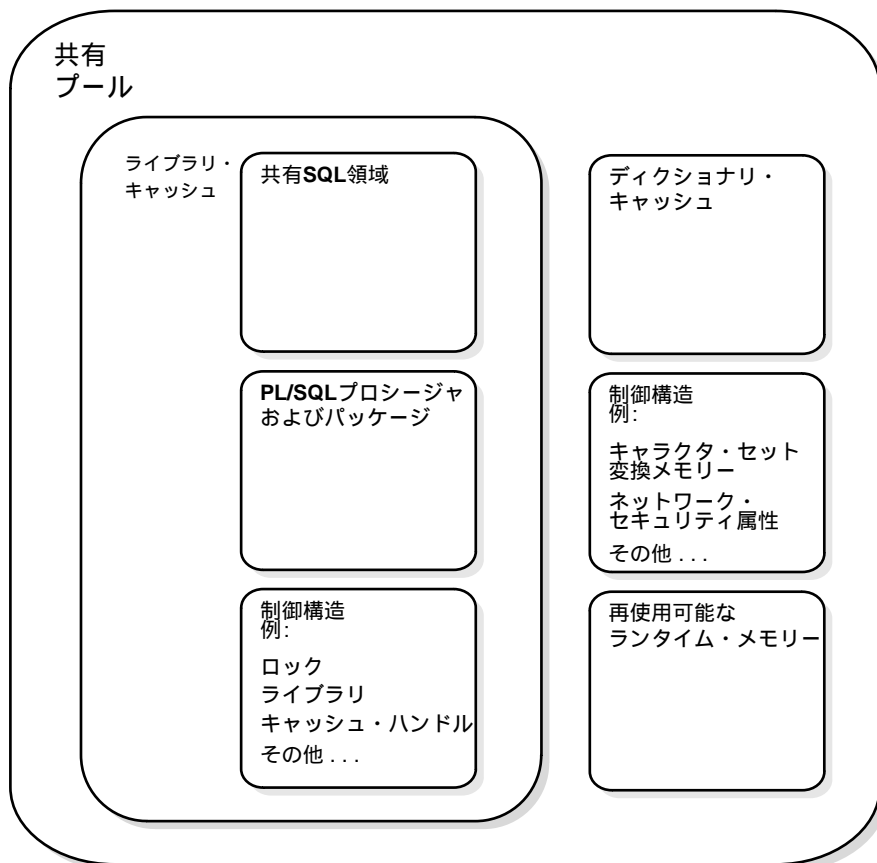 共有
プール
ライブラリ・
キャッシュ
共有SQL領域
PL/SQLプロシージャ
およびパッケージ
制御構造
例:
ロック
ライブラリ
キャッシュ・ハンドル
その他 . . .
ディクショナリ・
キャッシュ
制御構造
例:
キャラクタ・セット
変換メモリー
ネットワーク・
セキュリティ属性
その他 . . .
再使用可能な
ランタイム・メモリー